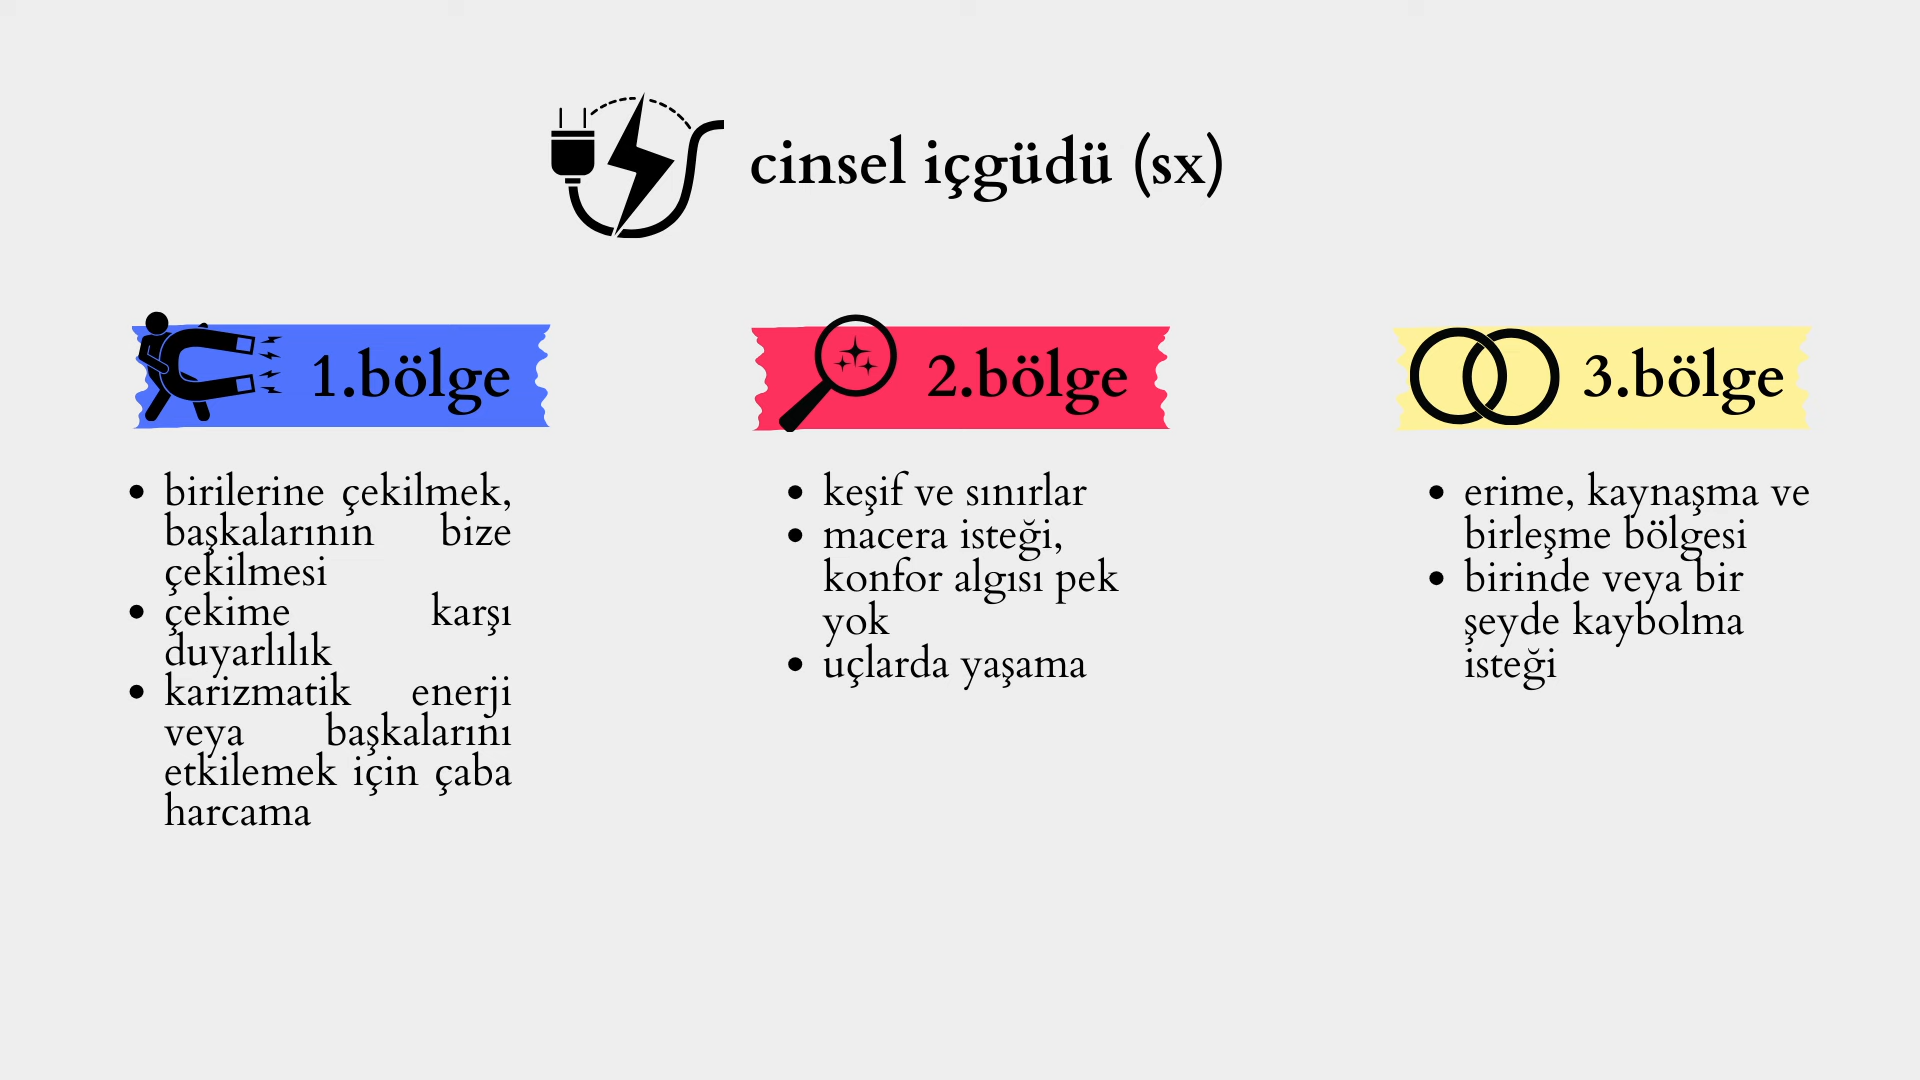 cinsel içgüdü (sx)
1.bölge
• birilerine çekilmek,
başkalarının bize
çekilmesi
• çekime karşı
duyarlılık
• karizmatik enerji
veya başkalarını
etkilemek için çaba
harcama
2.bölge
• keşif ve sınırlar
• macera isteği,
konfor algısı pek
yok
• uçlarda yaşama
3.bölge
• erime, kaynaşma ve
birleşme bölgesi
• birinde veya bir
şeyde kaybolma
isteği